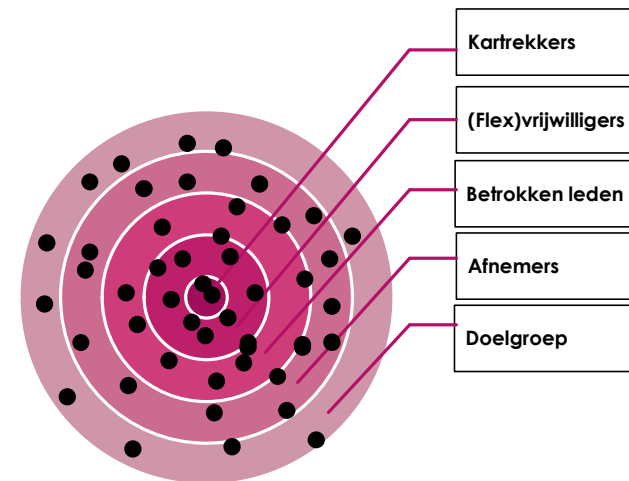 Kartrekkers
(Flex)vrijwilligers
Betrokken leden
Afnemers
Doelgroep